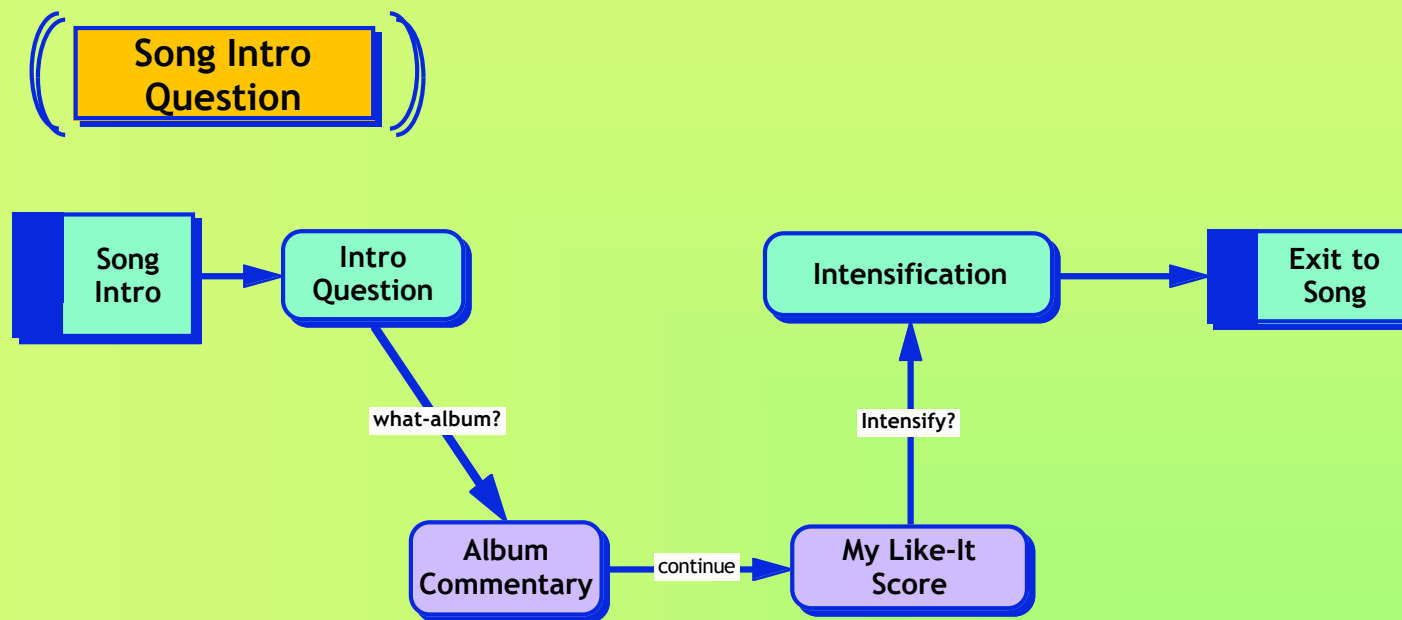 Song Intro
Question
Song
Intro
Intro
Question
Intensification
Exit to
Song
what-album?
Intensify?
Album
Commentary
continue
My Like-It
Score